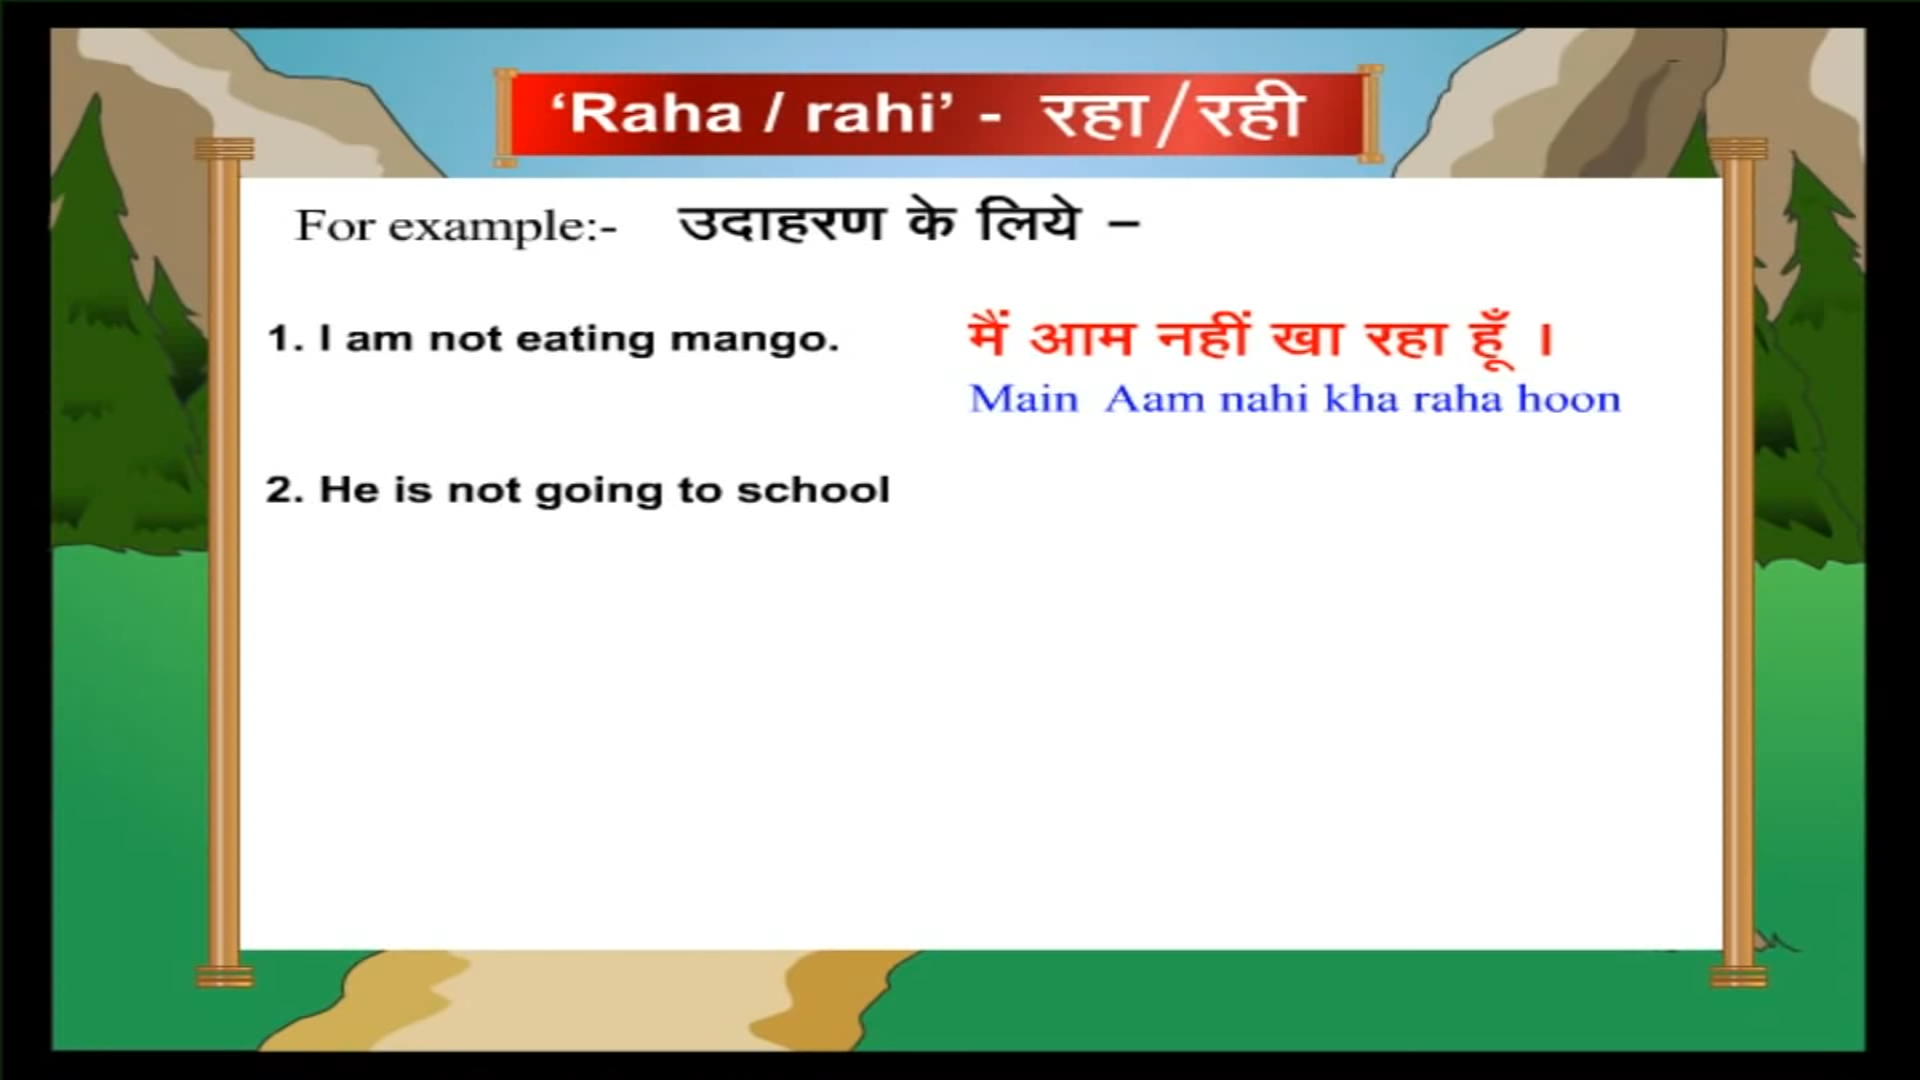 ‘Raha / rahi’ - रहा/रही
For example:- उदाहरण के लिये –
1. I am not eating mango. मैं आम नहीं खा रहा हूँ ।
Main Aam nahi kha raha hoon
2. He is not going to school